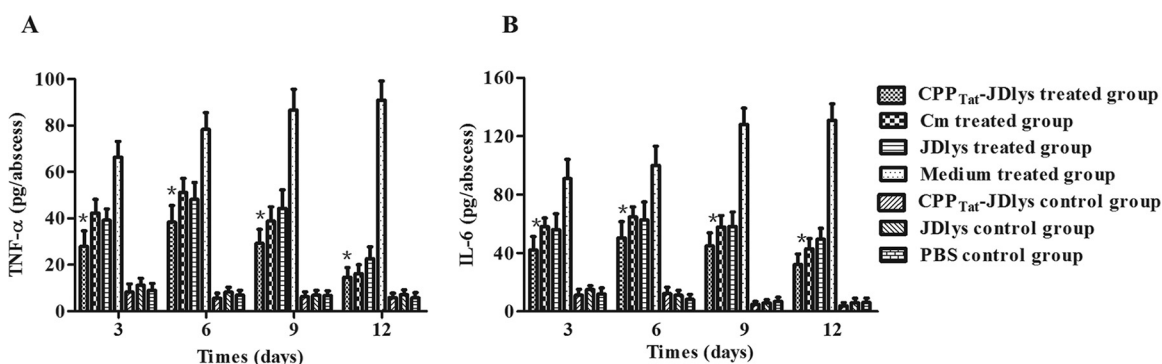 A
TNF-α (pg/abscess)
100
80
60
40
20
0
* * * *
3 6 9 12
Times (days)
B
IL-6 (pg/abscess)
160
120
80
40
0
* * * *
3 6 9 12
Times (days)
CPPTat-JDlys treated group
Cm treated group
JDlys treated group
Medium treated group
CPPTat-JDlys control group
JDlys control group
PBS control group